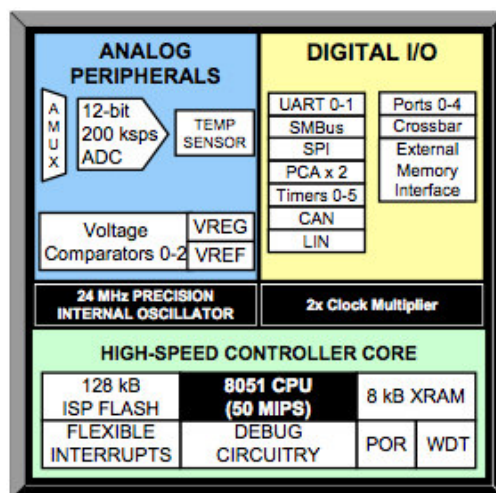 ANALOG
PERIPHERALS
AMUX
12-bit
200 ksps
ADC
TEMP
SENSOR
Voltage
Comparators 0-2
VREG
VREF
DIGITAL I/O
UART 0-1
SMBus
SPI
PCA x 2
Timers 0-5
CAN
LIN
Ports 0-4
Crossbar
External
Memory
Interface
24 MHz PRECISION
INTERNAL OSCILLATOR
2x Clock Multiplier
HIGH-SPEED CONTROLLER CORE
128 kB
ISP FLASH
8051 CPU
(50 MIPS)
8 kB XRAM
FLEXIBLE
INTERRUPTS
DEBUG
CIRCUITRY
POR
WDT